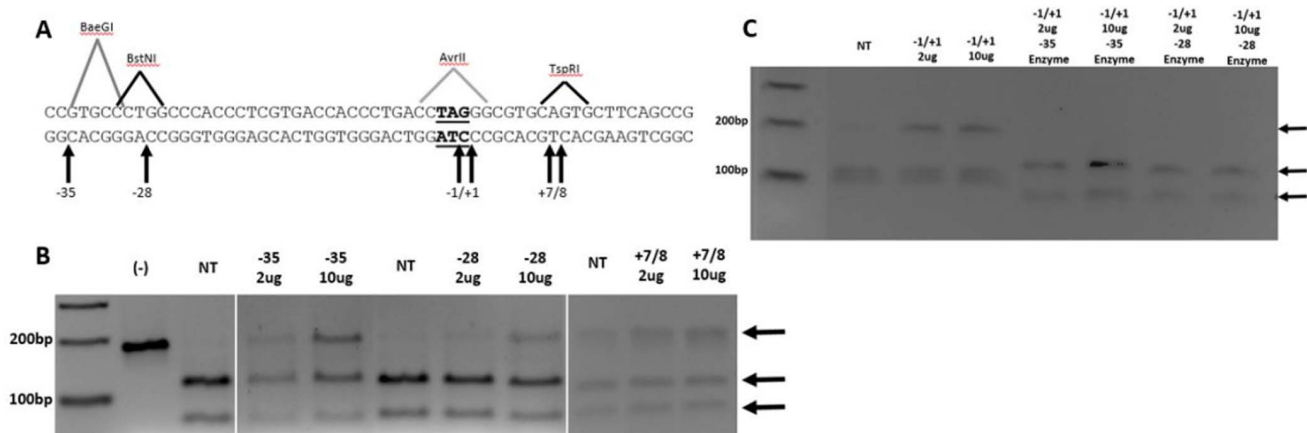 A
BaeGI
BstNI
AvrII
TspRI
CCGTGCCCTGGCCCACCCTCGTGACCACCCTGACCTAGGGCGTGCAGTGCTTCAGCCG
GGCACGGGACCGGGTGGGAGCACTGGTGGGACTGGATCCCGCACGTCACGAAGTCGGC
-35 -28 -1/+1 +7/8
B
(-) NT -35 -35 NT -28 -28 NT +7/8 +7/8
2ug 10ug 2ug 10ug 2ug 10ug
200bp
100bp
C
NT -1/+1 -1/+1 -1/+1 -1/+1 -1/+1 -1/+1
2ug 10ug 2ug 10ug 2ug 10ug
-35 -35 -28 -28
Enzyme Enzyme Enzyme Enzyme
200bp
100bp